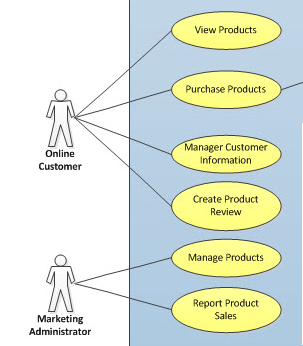 View Products
Purchase Products
Online
Customer
Manager Customer
Information
Create Product
Review
Manage Products
Marketing
Administrator
Report Product
Sales